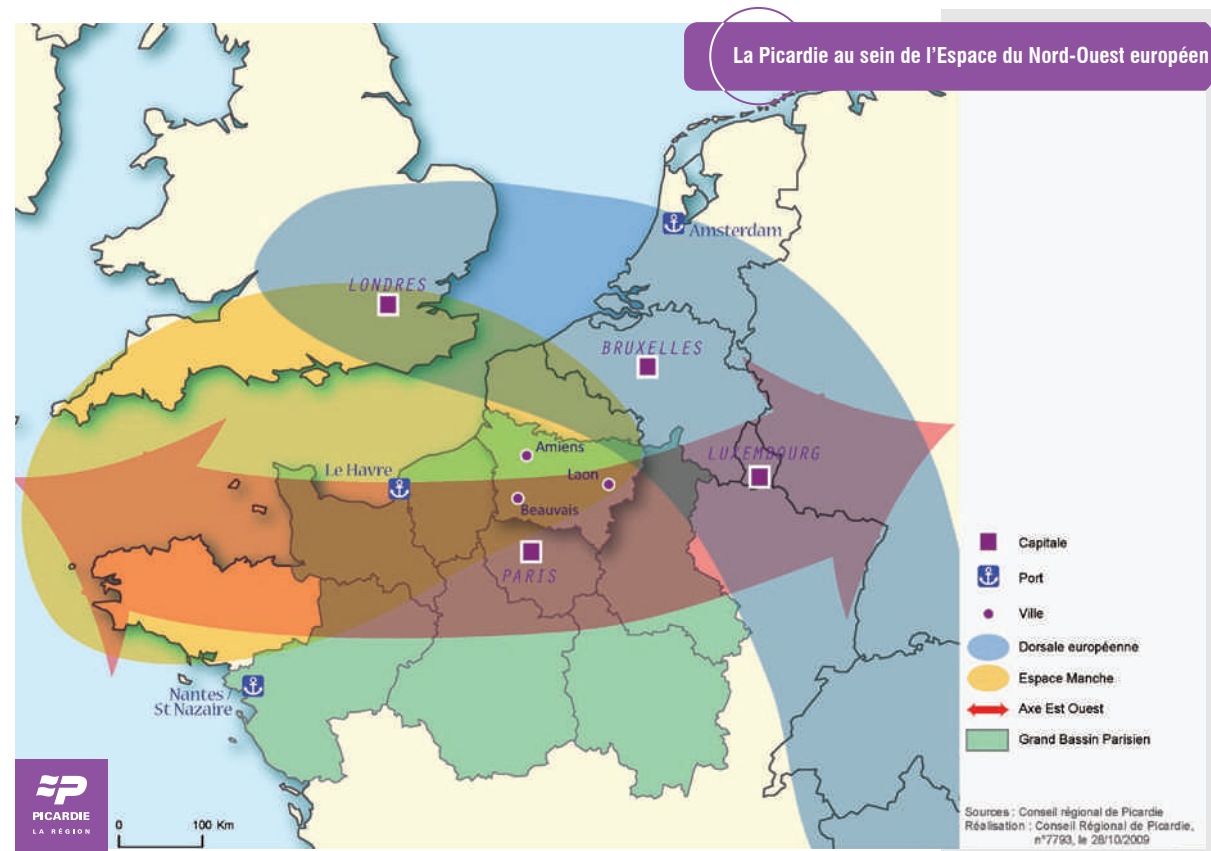 La Picardie au sein de l'Espace du Nord-Ouest européen
Amsterdam
LONDRES
BRUXELLES
Amiens
LUXEMBOURG
Le Havre
Laon
Beauvais
PARIS
Nantes /
St Nazaire
Capitale
Port
Ville
Dorsale européenne
Espace Manche
Axe Est Ouest
Grand Bassin Parisien
PICARDIE
LA RÉGION
0 100 Km
Sources : Conseil régional de Picardie
Réalisation : Conseil Régional de Picardie,
n°7793, le 28/10/2009